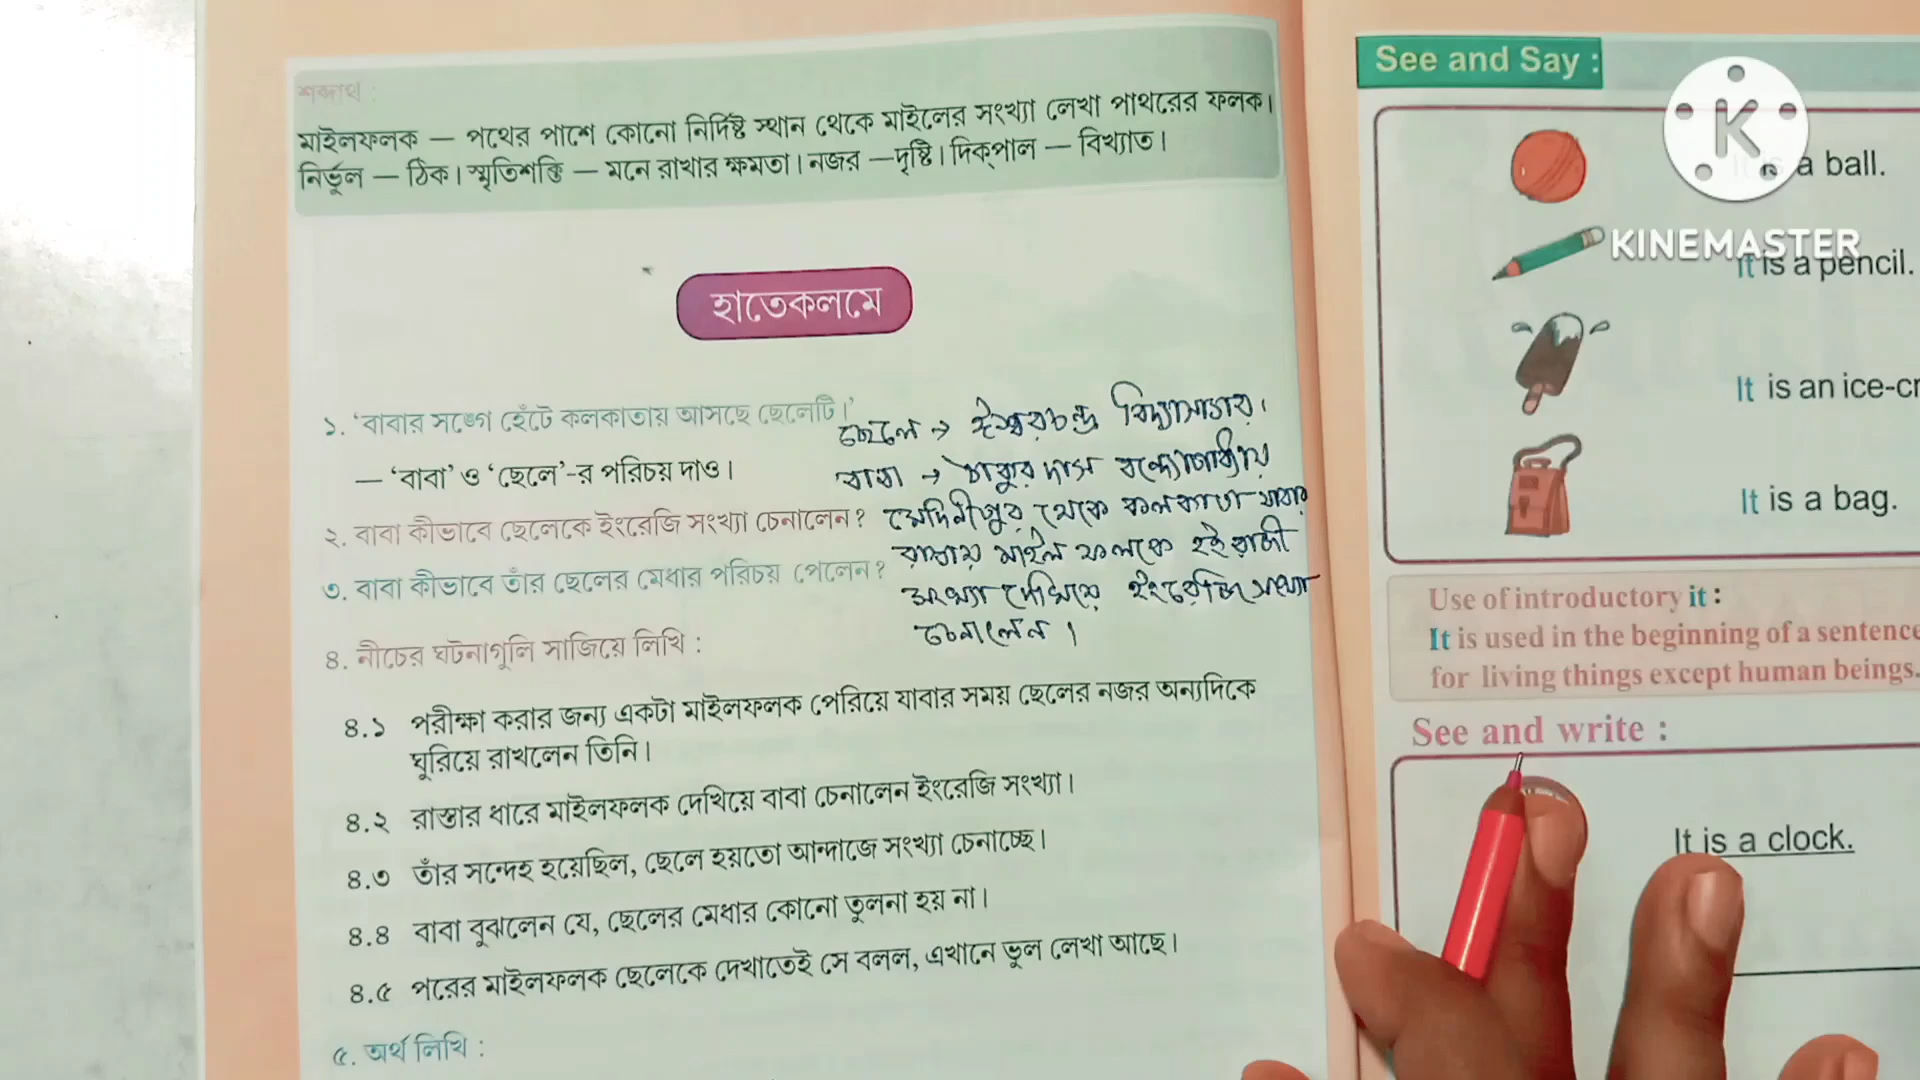 শব্দার্থ :
মাইলফলক — পথের পাশে কোনো নির্দিষ্ট স্থান থেকে মাইলের সংখ্যা লেখা পাথরের ফলক।
নির্ভুল — ঠিক। স্মৃতিশক্তি — মনে রাখার ক্ষমতা। নজর —দৃষ্টি। দিক্‌পাল — বিখ্যাত।
হাতেকলমে
১. ‘বাবার সঙ্গে হেঁটে কলকাতায় আসছে ছেলেটি।’
ছেলে → ঈশ্বরচন্দ্র বিদ্যাসাগর।
— ‘বাবা’ ও ‘ছেলে’-র পরিচয় দাও।
বাবা → ঠাকুর দাস বন্দ্যোপাধ্যায়
২. বাবা কীভাবে ছেলেকে ইংরেজি সংখ্যা চেনালেন?
মেদিনীপুর থেকে কলকাতা যাবার
রাস্তায় মাইল ফলকে ইংরাজী
৩. বাবা কীভাবে তাঁর ছেলের মেধার পরিচয় পেলেন?
সংখ্যা দেখিয়ে ইংরেজি সংখ্যা
চেনালেন।
৪. নীচের ঘটনাগুলি সাজিয়ে লিখি :
৪.১ পরীক্ষা করার জন্য একটা মাইলফলক পেরিয়ে যাবার সময় ছেলের নজর অন্যদিকে
ঘুরিয়ে রাখলেন তিনি।
৪.২ রাস্তার ধারে মাইলফলক দেখিয়ে বাবা চেনালেন ইংরেজি সংখ্যা।
৪.৩ তাঁর সন্দেহ হয়েছিল, ছেলে হয়তো আন্দাজে সংখ্যা চেনাচ্ছে।
৪.৪ বাবা বুঝলেন যে, ছেলের মেধার কোনো তুলনা হয় না।
৪.৫ পরের মাইলফলক ছেলেকে দেখাতেই সে বলল, এখানে ভুল লেখা আছে।
৫. অর্থ লিখি :
See and Say :
K
KINEMASTER
It is a ball.
It is a pencil.
It is an ice-cr
It is a bag.
Use of introductory it :
It is used in the beginning of a sentence
for living things except human beings.
See and write :
It is a clock.